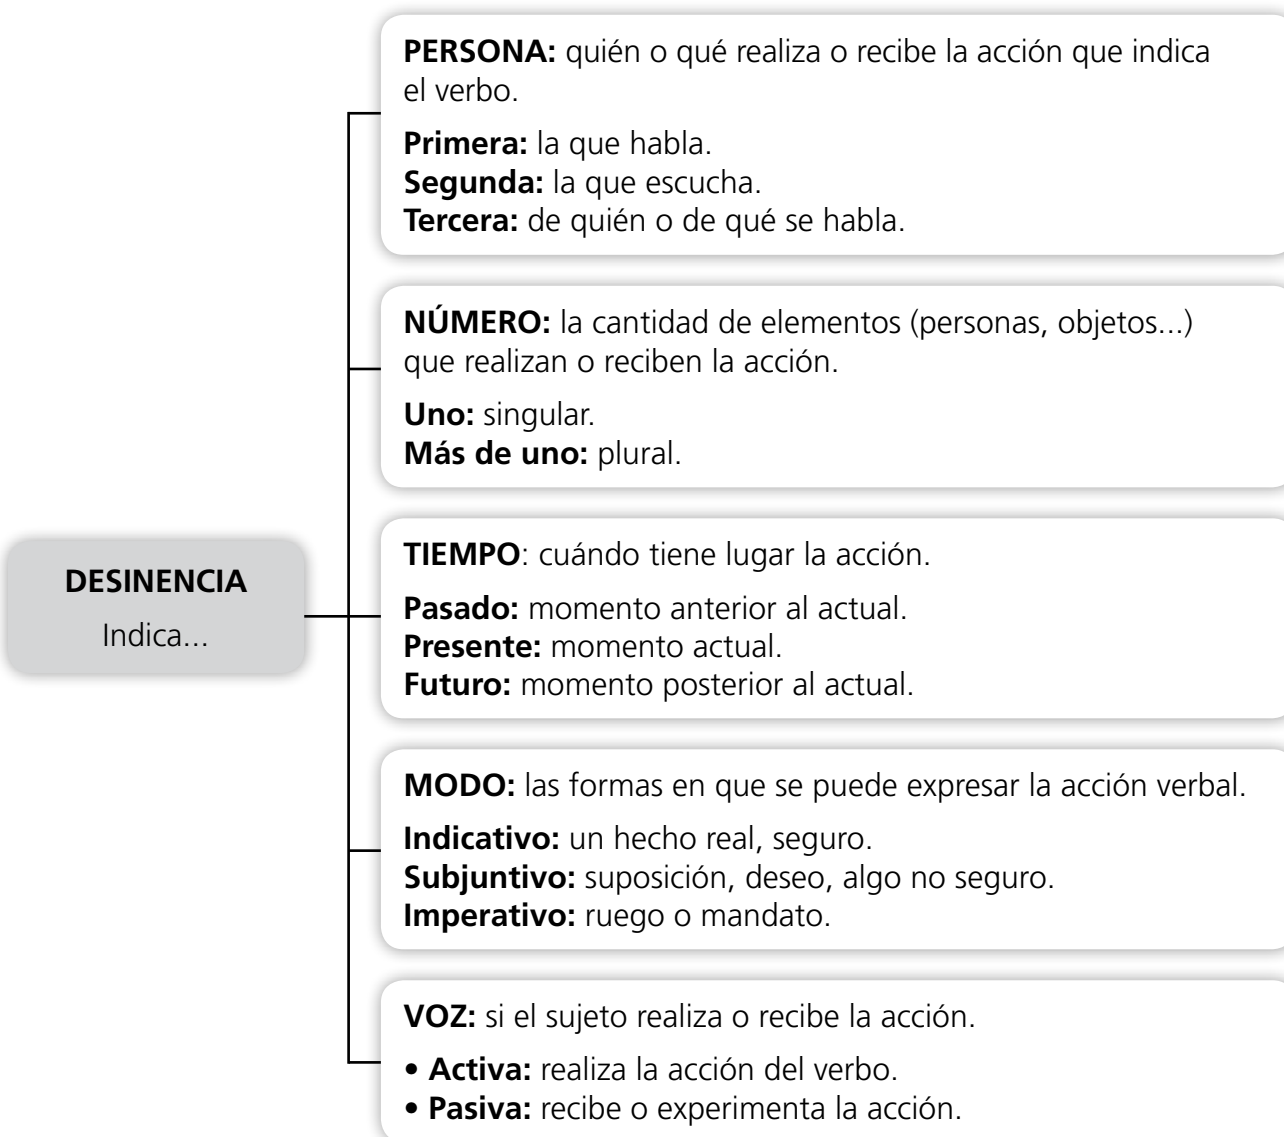 PERSONA: quién o qué realiza o recibe la acción que indica
el verbo.
Primera: la que habla.
Segunda: la que escucha.
Tercera: de quién o de qué se habla.
NÚMERO: la cantidad de elementos (personas, objetos...)
que realizan o reciben la acción.
Uno: singular.
Más de uno: plural.
DESINENCIA
Indica...
TIEMPO: cuándo tiene lugar la acción.
Pasado: momento anterior al actual.
Presente: momento actual.
Futuro: momento posterior al actual.
MODO: las formas en que se puede expresar la acción verbal.
Indicativo: un hecho real, seguro.
Subjuntivo: suposición, deseo, algo no seguro.
Imperativo: ruego o mandato.
VOZ: si el sujeto realiza o recibe la acción.
• Activa: realiza la acción del verbo.
• Pasiva: recibe o experimenta la acción.